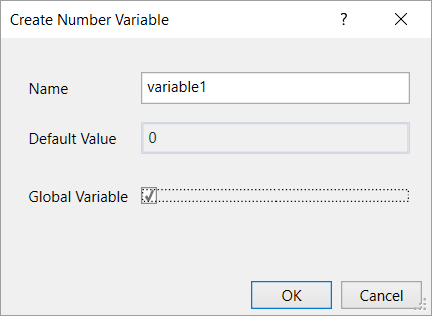 Create Number Variable ?
Name variable1
Default Value 0
Global Variable
OK Cancel